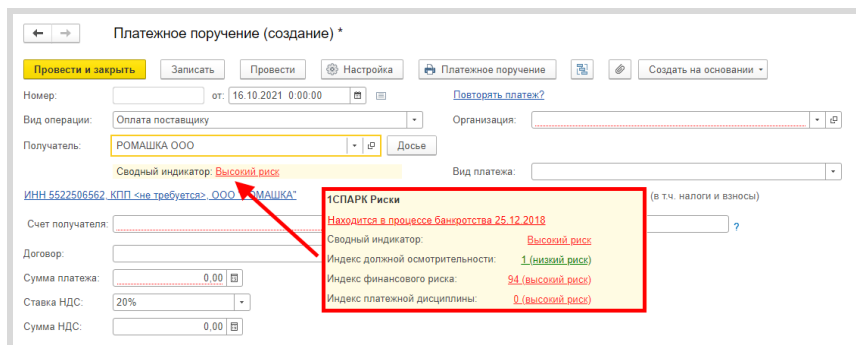 Платежное поручение (создание) *
Провести и закрыть Записать Провести Настройка Платежное поручение Создать на основании
Номер: от: 16.10.2021 0:00:00 Повторять платеж?
Вид операции: Оплата поставщику Организация:
Получатель: РОМАШКА ООО Досье
Сводный индикатор: Высокий риск Вид платежа:
ИНН 5522506562, КПП <не требуется>, ООО "РОМАШКА" (в т.ч. налоги и взносы)
1СПАРК Риски
Находится в процессе банкротства 25.12.2018
Счет получателя: ?
Сводный индикатор: Высокий риск
Договор:
Индекс должной осмотрительности: 1 (низкий риск)
Сумма платежа: 0,00
Индекс финансового риска: 94 (высокий риск)
Ставка НДС: 20%
Индекс платежной дисциплины: 0 (высокий риск)
Сумма НДС: 0,00